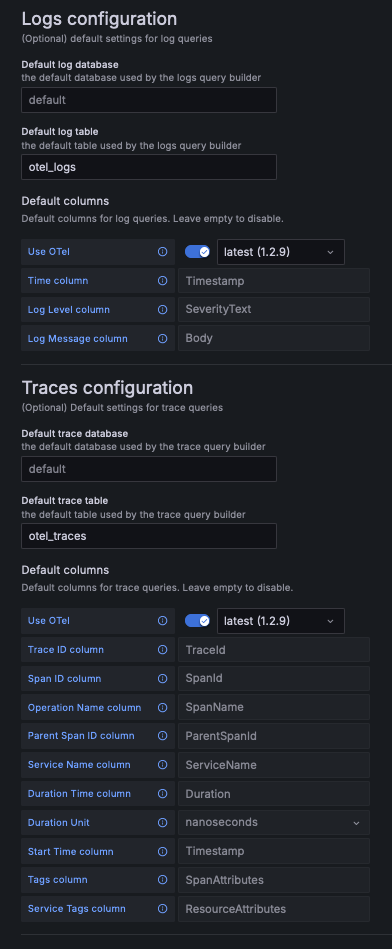 Logs configuration
(Optional) default settings for log queries
Default log database
the default database used by the logs query builder
default
Default log table
the default table used by the logs query builder
otel_logs
Default columns
Default columns for log queries. Leave empty to disable.
Use OTel latest (1.2.9)
Time column Timestamp
Log Level column SeverityText
Log Message column Body
Traces configuration
(Optional) Default settings for trace queries
Default trace database
the default database used by the trace query builder
default
Default trace table
the default table used by the trace query builder
otel_traces
Default columns
Default columns for trace queries. Leave empty to disable.
Use OTel latest (1.2.9)
Trace ID column TraceId
Span ID column SpanId
Operation Name column SpanName
Parent Span ID column ParentSpanId
Service Name column ServiceName
Duration Time column Duration
Duration Unit nanoseconds
Start Time column Timestamp
Tags column SpanAttributes
Service Tags column ResourceAttributes